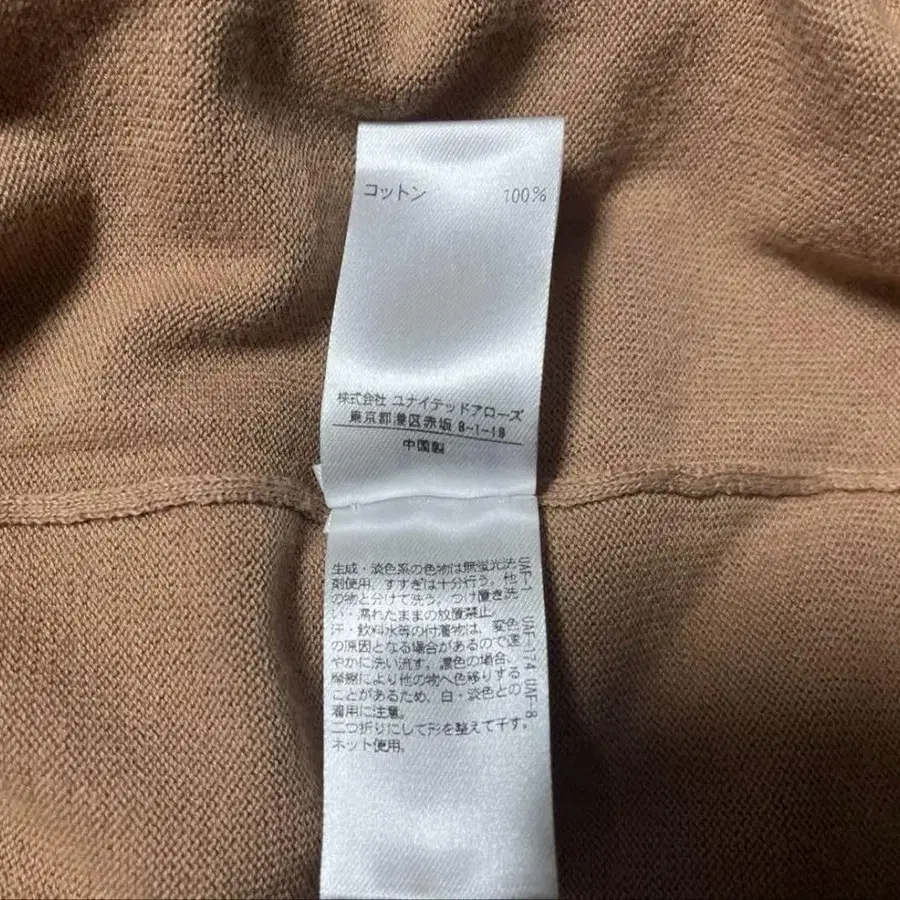 コットン 100%
株式会社 ユナイテッドアローズ
東京都港区赤坂 8-1-19
中国製
生成・淡色系の色物は無蛍光洗
剤使用。すすぎは十分行う。他
の物と分けて洗う。つけ置き洗
い・濡れたままの放置禁止。
汗・飲料水等の付着物は、変色
の原因となる場合があるので速
やかに洗い流す。濃色の場合、
摩擦により他の物へ色移りする
ことがあるため、白・淡色との
着用に注意。
二つ折りにして形を整えて干す。
ネット使用。
UAF-1 UAF-174 UAF-8